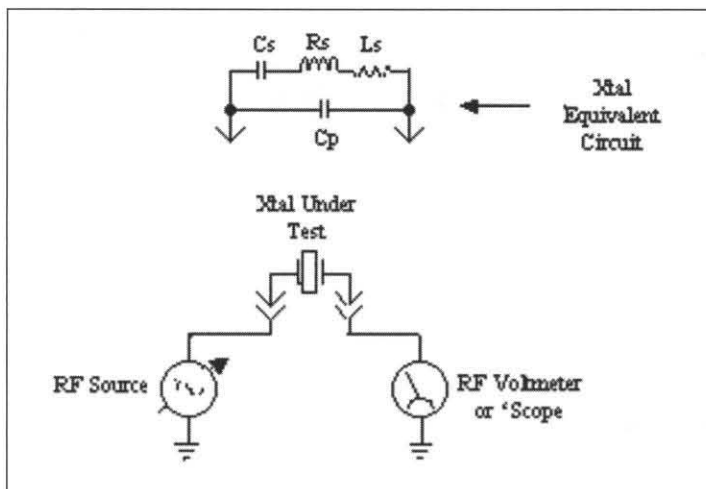 Cs Rs Ls
Cp
Xtal
Equivalent
Circuit
Xtal Under
Test
RF Source
RF Voltmeter
or 'Scope